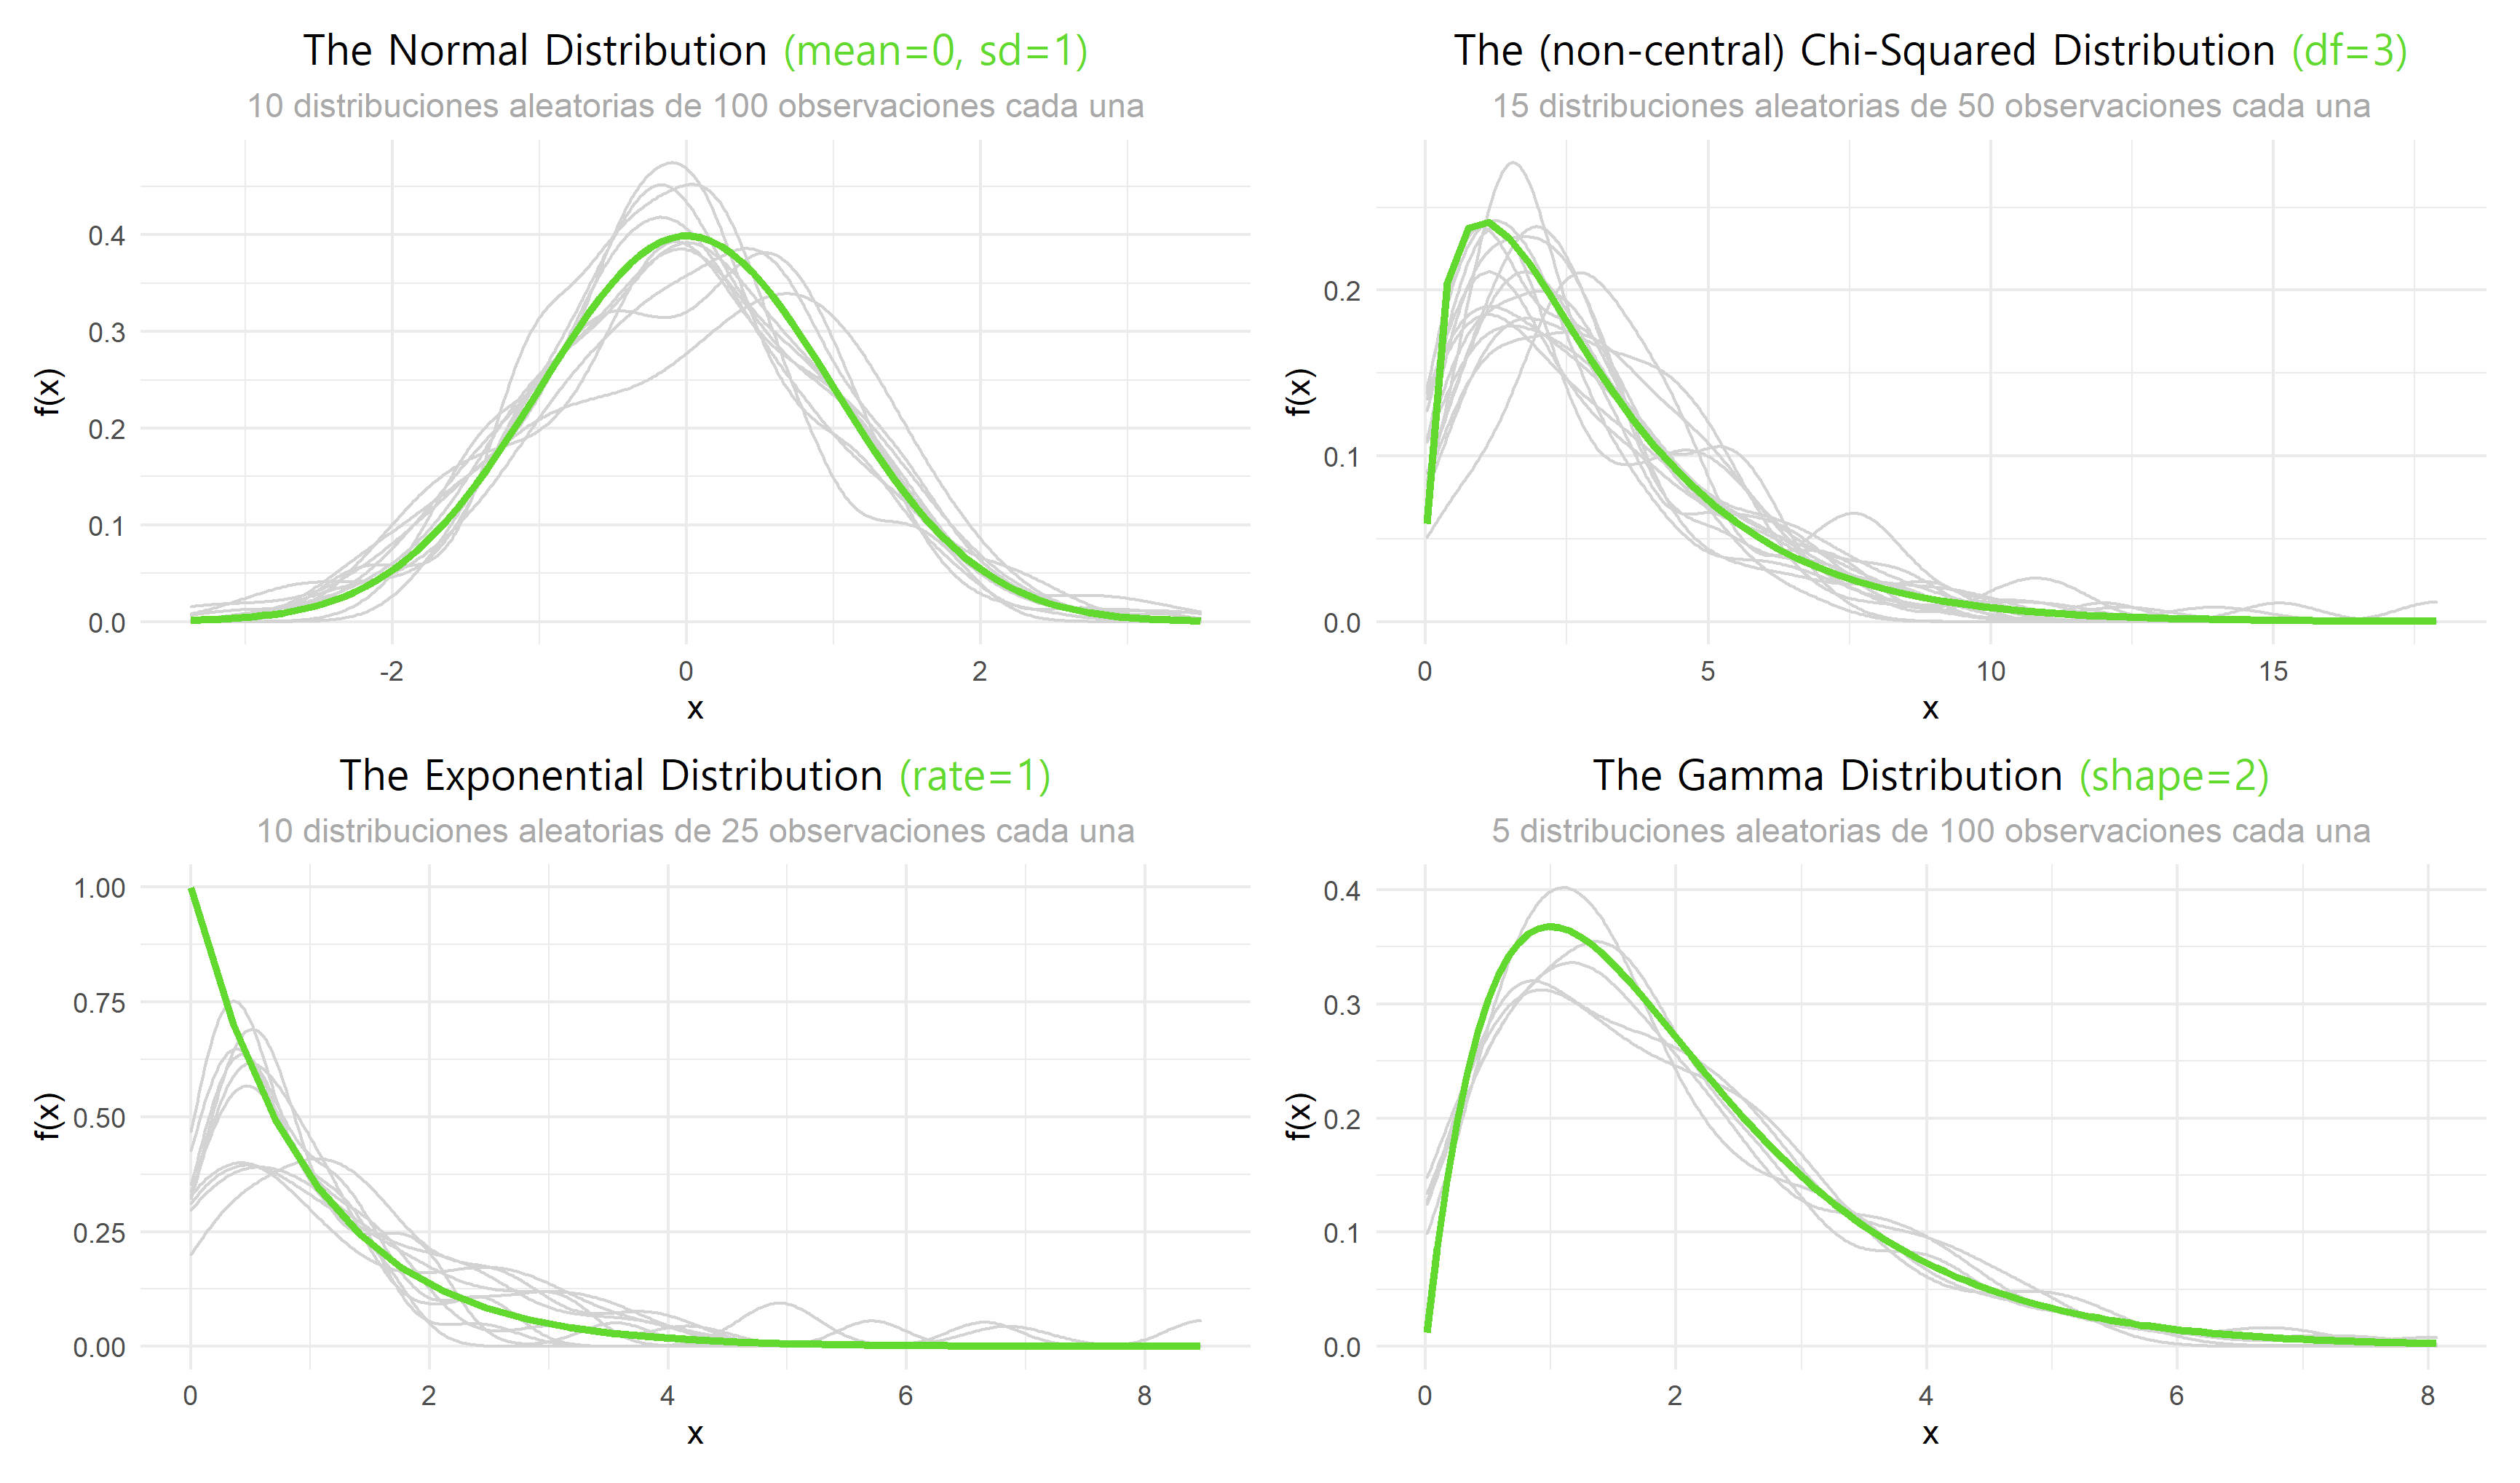 The Normal Distribution (mean=0, sd=1)
10 distribuciones aleatorias de 100 observaciones cada una
f(x)
0.4
0.3
0.2
0.1
0.0
-2 0 2
x
The (non-central) Chi-Squared Distribution (df=3)
15 distribuciones aleatorias de 50 observaciones cada una
f(x)
0.2
0.1
0.0
0 5 10 15
x
The Exponential Distribution (rate=1)
10 distribuciones aleatorias de 25 observaciones cada una
f(x)
1.00
0.75
0.50
0.25
0.00
0 2 4 6 8
x
The Gamma Distribution (shape=2)
5 distribuciones aleatorias de 100 observaciones cada una
f(x)
0.4
0.3
0.2
0.1
0.0
0 2 4 6 8
x